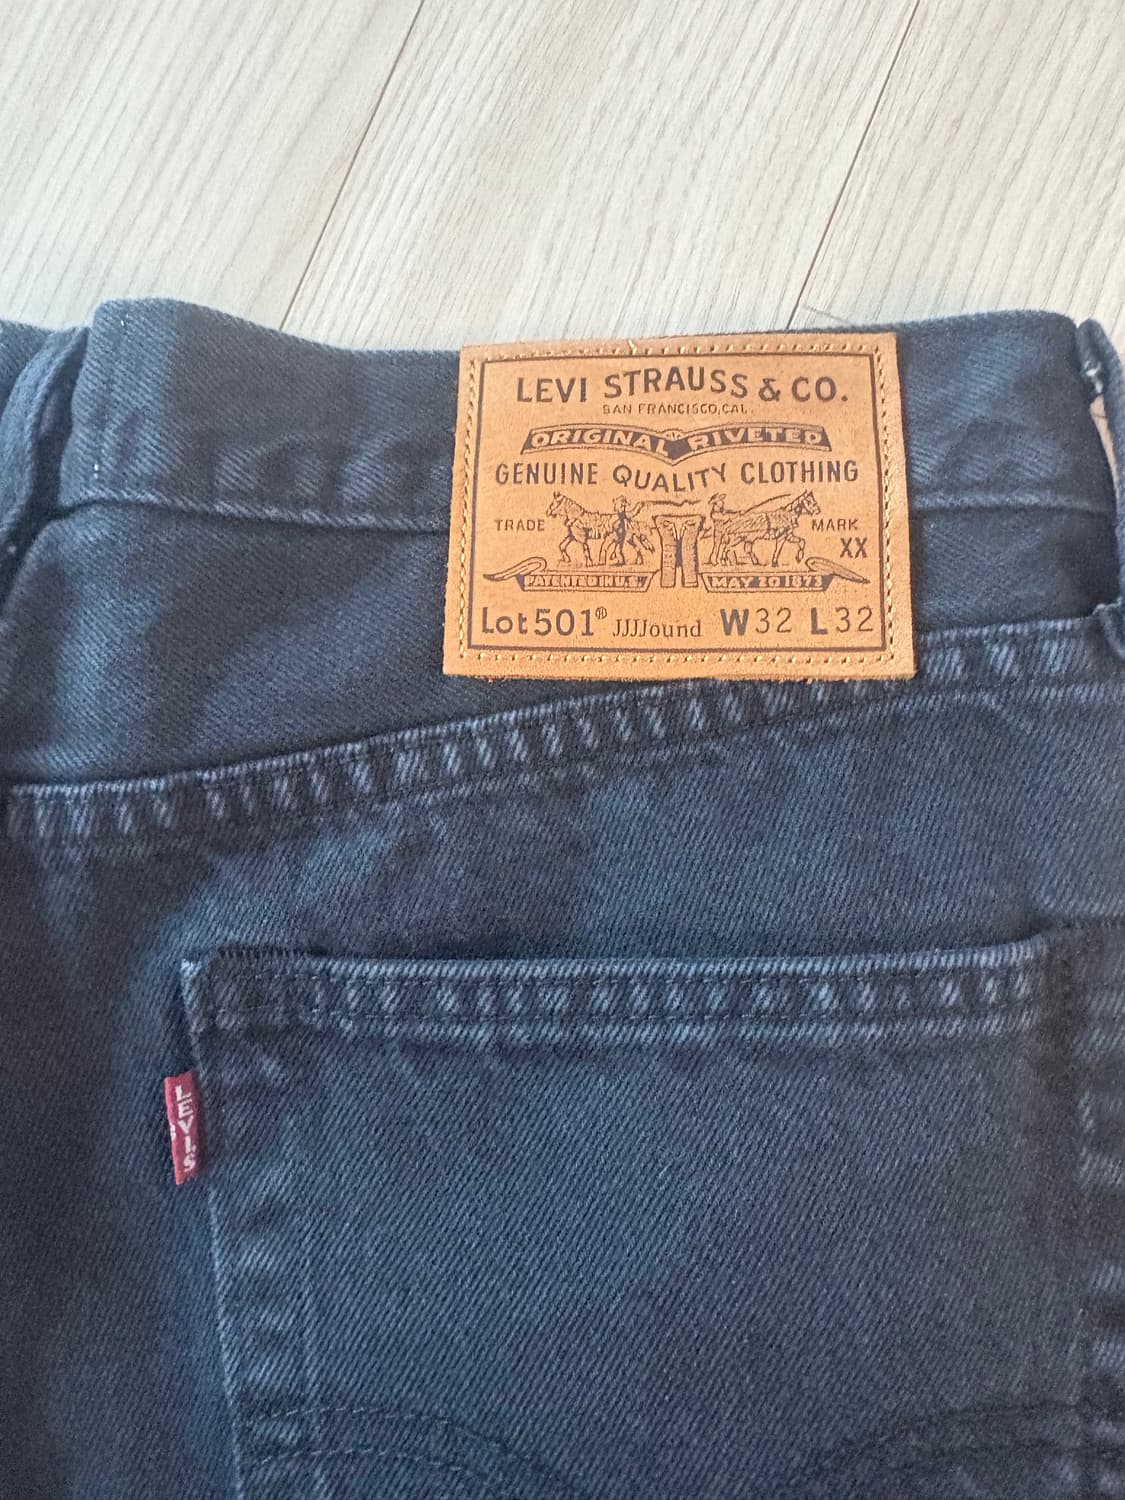 LEVI STRAUSS & CO.
SAN FRANCISCO, CAL.
ORIGINAL RIVETED
GENUINE QUALITY CLOTHING
TRADE MARK
XX
PATENTED IN U.S. MAY 20 1873
Lot 501® JJJJound W32 L32
LEVI'S